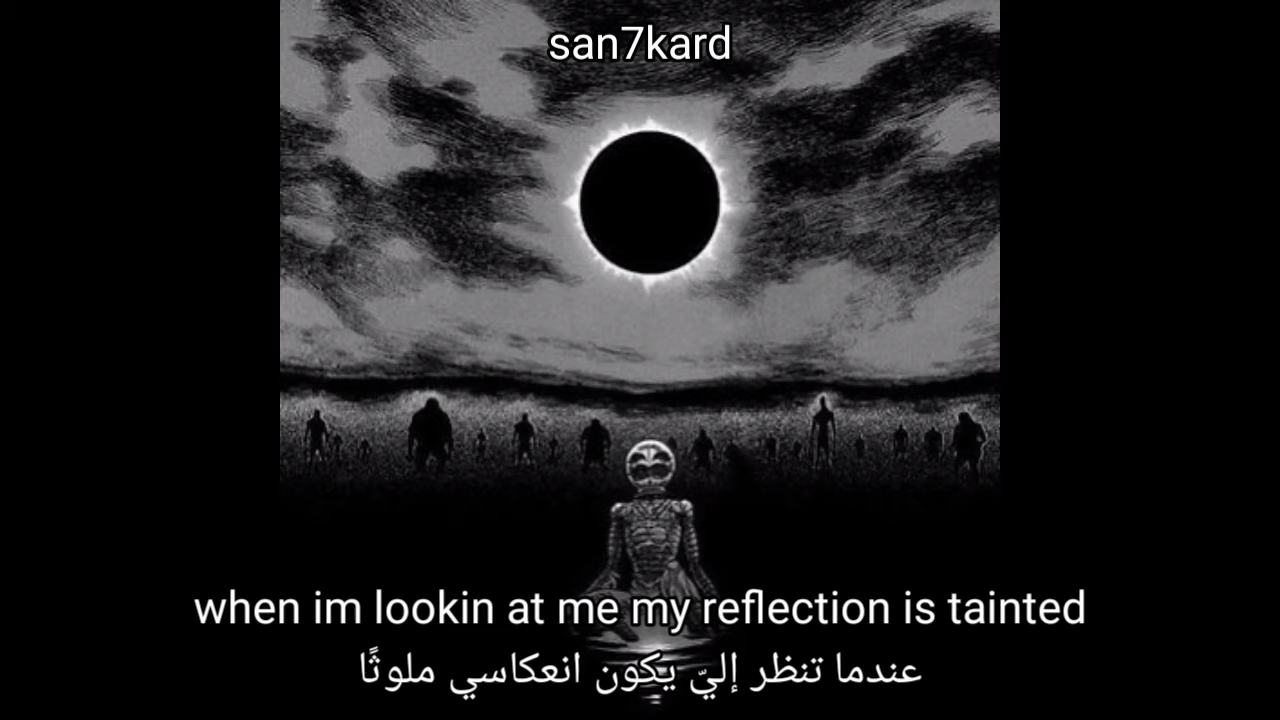 san7kard
when im lookin at me my reflection is tainted
عندما تنظر إليّ يكون انعكاسي ملوثًا